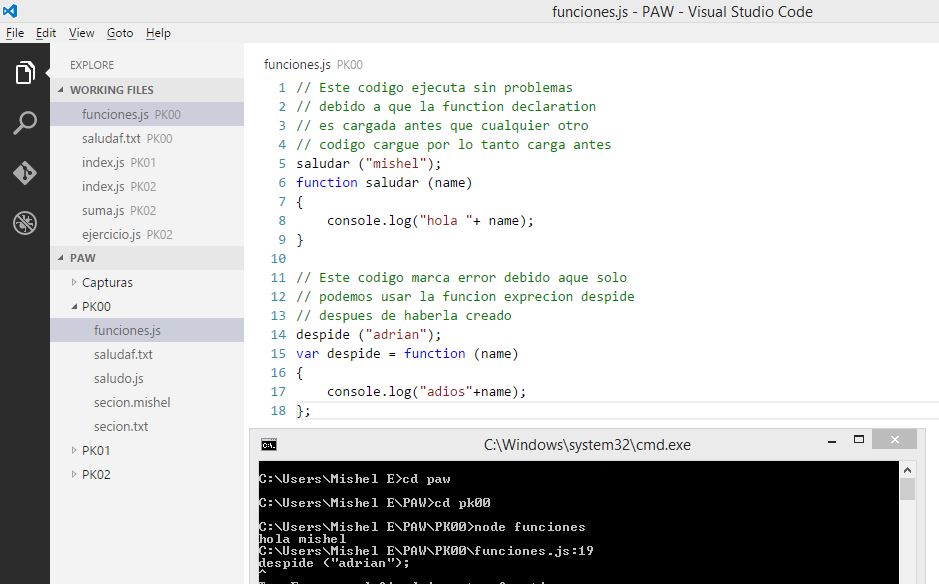 funciones.js - PAW - Visual Studio Code
File Edit View Goto Help
EXPLORE
WORKING FILES
funciones.js PK00
saludaf.txt PK00
index.js PK01
index.js PK02
suma.js PK02
ejercicio.js PK02
PAW
Capturas
PK00
funciones.js
saludaf.txt
saludo.js
secion.mishel
secion.txt
PK01
PK02
funciones.js PK00
1 // Este codigo ejecuta sin problemas
2 // debido a que la function declaration
3 // es cargada antes que cualquier otro
4 // codigo cargue por lo tanto carga antes
5 saludar ("mishel");
6 function saludar (name)
7 {
8 console.log("hola "+ name);
9 }
10
11 // Este codigo marca error debido aque solo
12 // podemos usar la funcion exprecion despide
13 // despues de haberla creado
14 despide ("adrian");
15 var despide = function (name)
16 {
17 console.log("adios"+name);
18 };
C:\Windows\system32\cmd.exe
C:\Users\Mishel E>cd paw
C:\Users\Mishel E\PAW>cd pk00
C:\Users\Mishel E\PAW\PK00>node funciones
hola mishel
C:\Users\Mishel E\PAW\PK00\funciones.js:19
despide ("adrian");
^